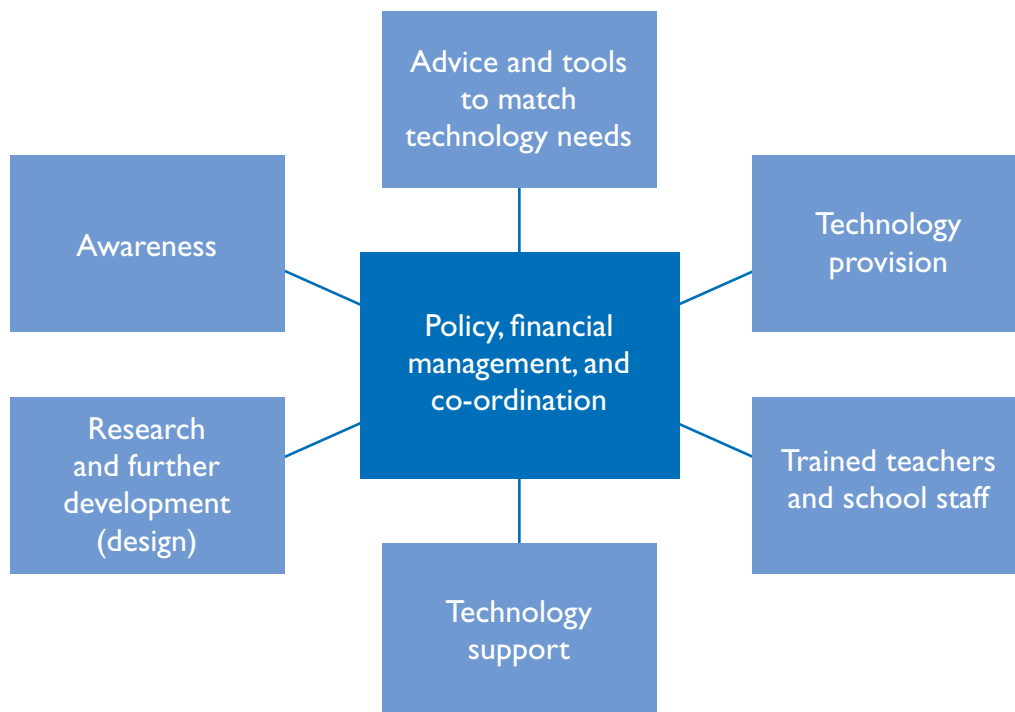 Advice and tools
to match
technology needs
Awareness
Technology
provision
Policy, financial
management, and
co-ordination
Research
and further
development
(design)
Trained teachers
and school staff
Technology
support